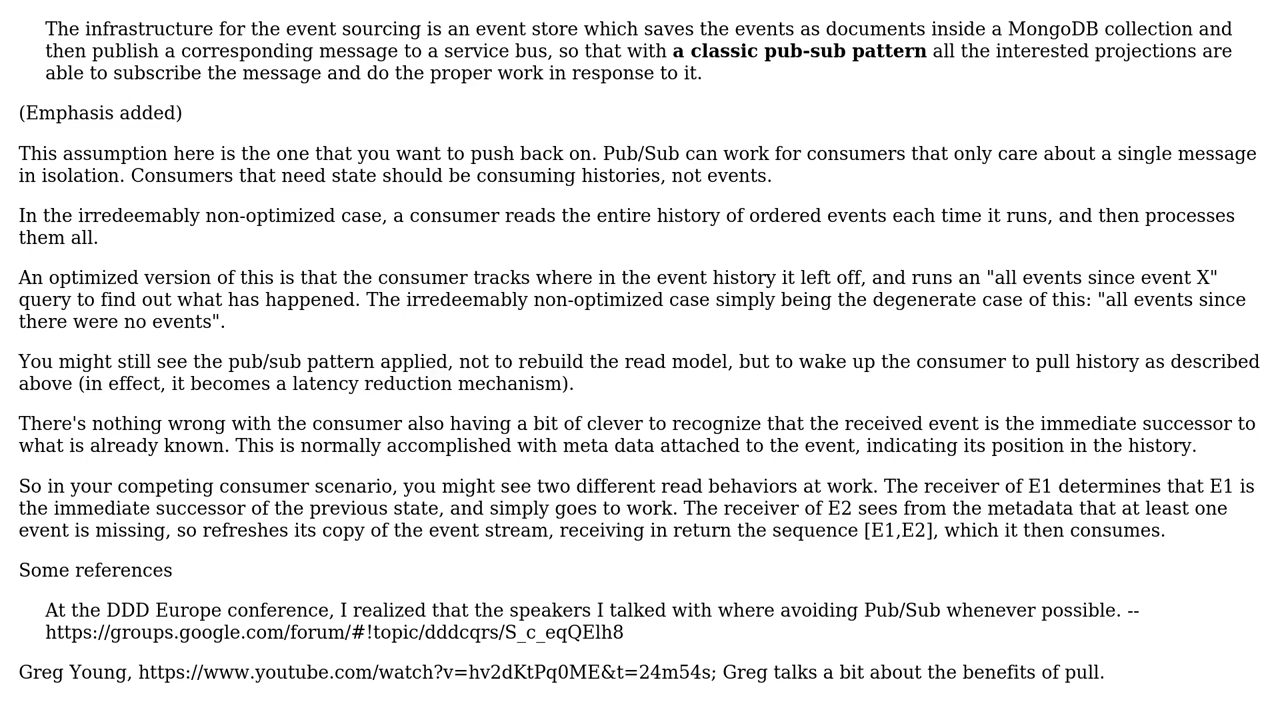 The infrastructure for the event sourcing is an event store which saves the events as documents inside a MongoDB collection and
then publish a corresponding message to a service bus, so that with a classic pub-sub pattern all the interested projections are
able to subscribe the message and do the proper work in response to it.
(Emphasis added)
This assumption here is the one that you want to push back on. Pub/Sub can work for consumers that only care about a single message
in isolation. Consumers that need state should be consuming histories, not events.
In the irredeemably non-optimized case, a consumer reads the entire history of ordered events each time it runs, and then processes
them all.
An optimized version of this is that the consumer tracks where in the event history it left off, and runs an "all events since event X"
query to find out what has happened. The irredeemably non-optimized case simply being the degenerate case of this: "all events since
there were no events".
You might still see the pub/sub pattern applied, not to rebuild the read model, but to wake up the consumer to pull history as described
above (in effect, it becomes a latency reduction mechanism).
There's nothing wrong with the consumer also having a bit of clever to recognize that the received event is the immediate successor to
what is already known. This is normally accomplished with meta data attached to the event, indicating its position in the history.
So in your competing consumer scenario, you might see two different read behaviors at work. The receiver of E1 determines that E1 is
the immediate successor of the previous state, and simply goes to work. The receiver of E2 sees from the metadata that at least one
event is missing, so refreshes its copy of the event stream, receiving in return the sequence [E1,E2], which it then consumes.
Some references
At the DDD Europe conference, I realized that the speakers I talked with where avoiding Pub/Sub whenever possible. --
https://groups.google.com/forum/#!topic/dddcqrs/S_c_eqQElh8
Greg Young, https://www.youtube.com/watch?v=hv2dKtPq0ME&t=24m54s; Greg talks a bit about the benefits of pull.